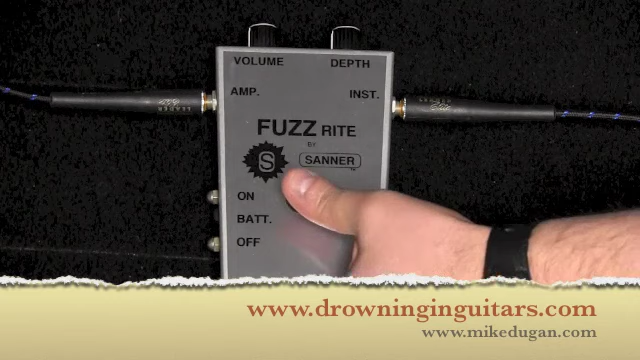 VOLUME DEPTH
AMP. INST.
FUZZ RITE
BY
S SANNER
ON
BATT.
OFF
www.drowninginguitars.com
www.mikedugan.com